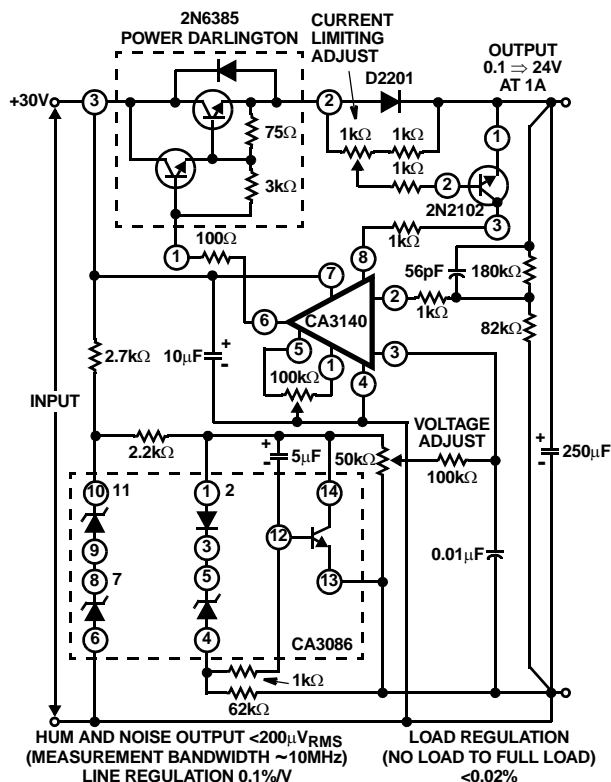 2N6385
POWER DARLINGTON
CURRENT
LIMITING
ADJUST
D2201
OUTPUT
0.1 ⇒ 24V
AT 1A
+30V
3
2
1
75Ω
3kΩ
1kΩ
1kΩ
1kΩ
2
2N2102
3
1
100Ω
1kΩ
8
7
6
CA3140
5
1
4
2
3
56pF
1kΩ
180kΩ
82kΩ
2.7kΩ
10μF
+
-
100kΩ
INPUT
2.2kΩ
+
-
5μF
50kΩ
VOLTAGE
ADJUST
100kΩ
+
-
250μF
0.01μF
10
11
1
2
14
9
3
12
8
7
5
13
6
4
CA3086
1kΩ
62kΩ
HUM AND NOISE OUTPUT <200μVRMS
(MEASUREMENT BANDWIDTH ~10MHz)
LINE REGULATION 0.1%/V
LOAD REGULATION
(NO LOAD TO FULL LOAD)
<0.02%